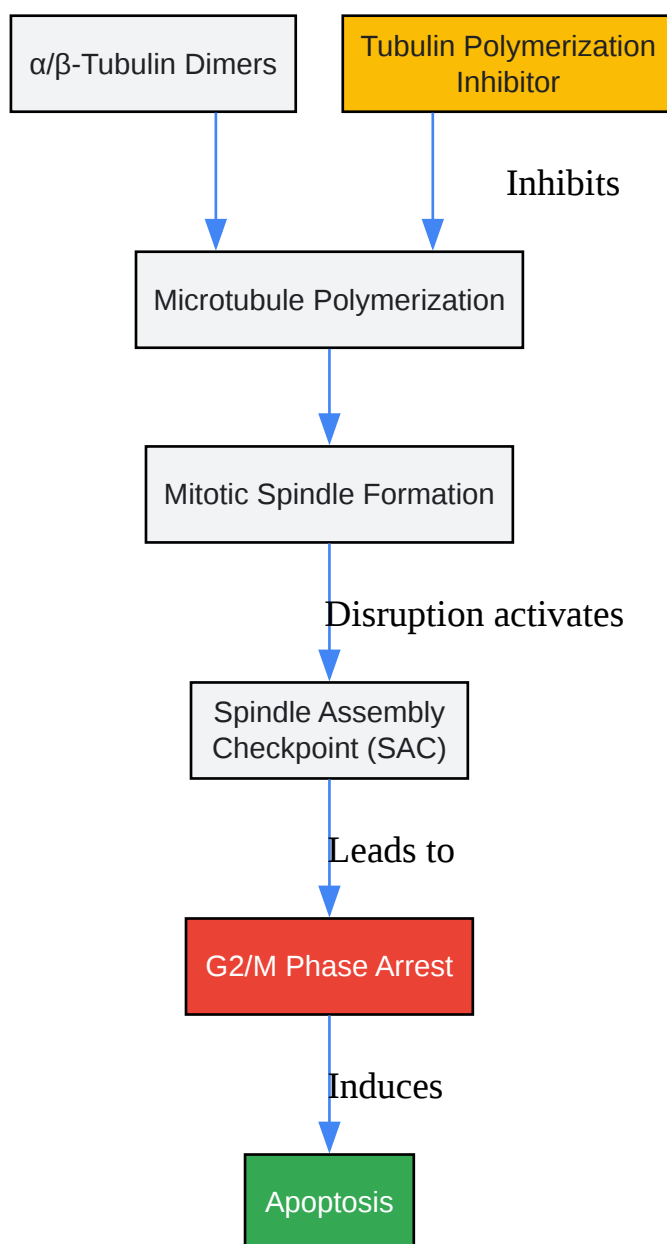 α/β-Tubulin Dimers
Tubulin Polymerization
Inhibitor
Inhibits
Microtubule Polymerization
Mitotic Spindle Formation
Disruption activates
Spindle Assembly
Checkpoint (SAC)
Leads to
G2/M Phase Arrest
Induces
Apoptosis